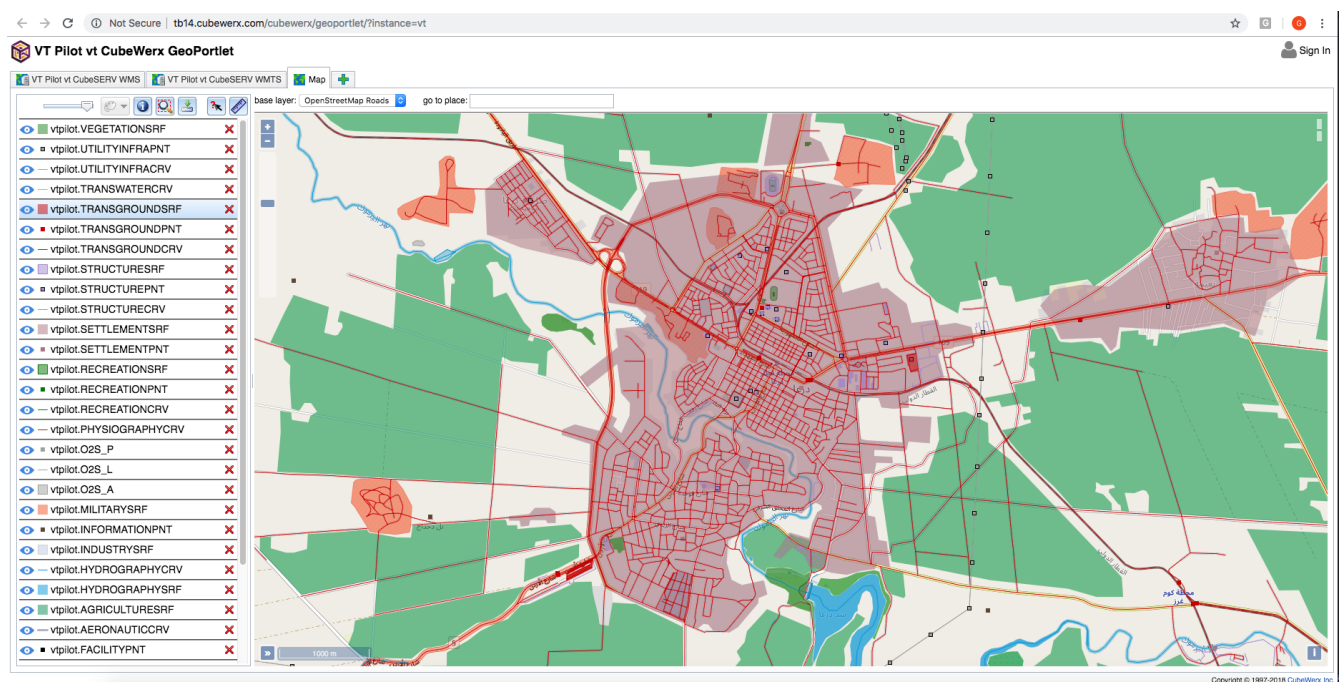 Not Secure | tb14.cubewerx.com/cubewerx/geoportlet/?instance=vt
G
G
VT Pilot vt CubeWerx GeoPortlet
Sign In
VT Pilot vt CubeSERV WMS
VT Pilot vt CubeSERV WMTS
Map
base layer: OpenStreetMap Roads
go to place:
vtpilot.VEGETATIONSRF
vtpilot.UTILITYINFRAPNT
vtpilot.UTILITYINFRACRV
vtpilot.TRANSWATERCRV
vtpilot.TRANSGROUNDSRF
vtpilot.TRANSGROUNDPNT
vtpilot.TRANSGROUNDCRV
vtpilot.STRUCTURESRF
vtpilot.STRUCTUREPNT
vtpilot.STRUCTURECRV
vtpilot.SETTLEMENTSRF
vtpilot.SETTLEMENTPNT
vtpilot.RECREATIONSRF
vtpilot.RECREATIONPNT
vtpilot.RECREATIONCRV
vtpilot.PHYSIOGRAPHYCRV
vtpilot.O2S_P
vtpilot.O2S_L
vtpilot.O2S_A
vtpilot.MILITARYSRF
vtpilot.INFORMATIONPNT
vtpilot.INDUSTRYSRF
vtpilot.HYDROGRAPHYCRV
vtpilot.HYDROGRAPHYSRF
vtpilot.AGRICULTURESRF
vtpilot.AERONAUTICCRV
vtpilot.FACILITYPNT
محطة كوم
غرز
1000 m
Copyright © 1997-2018 CubeWerx Inc.